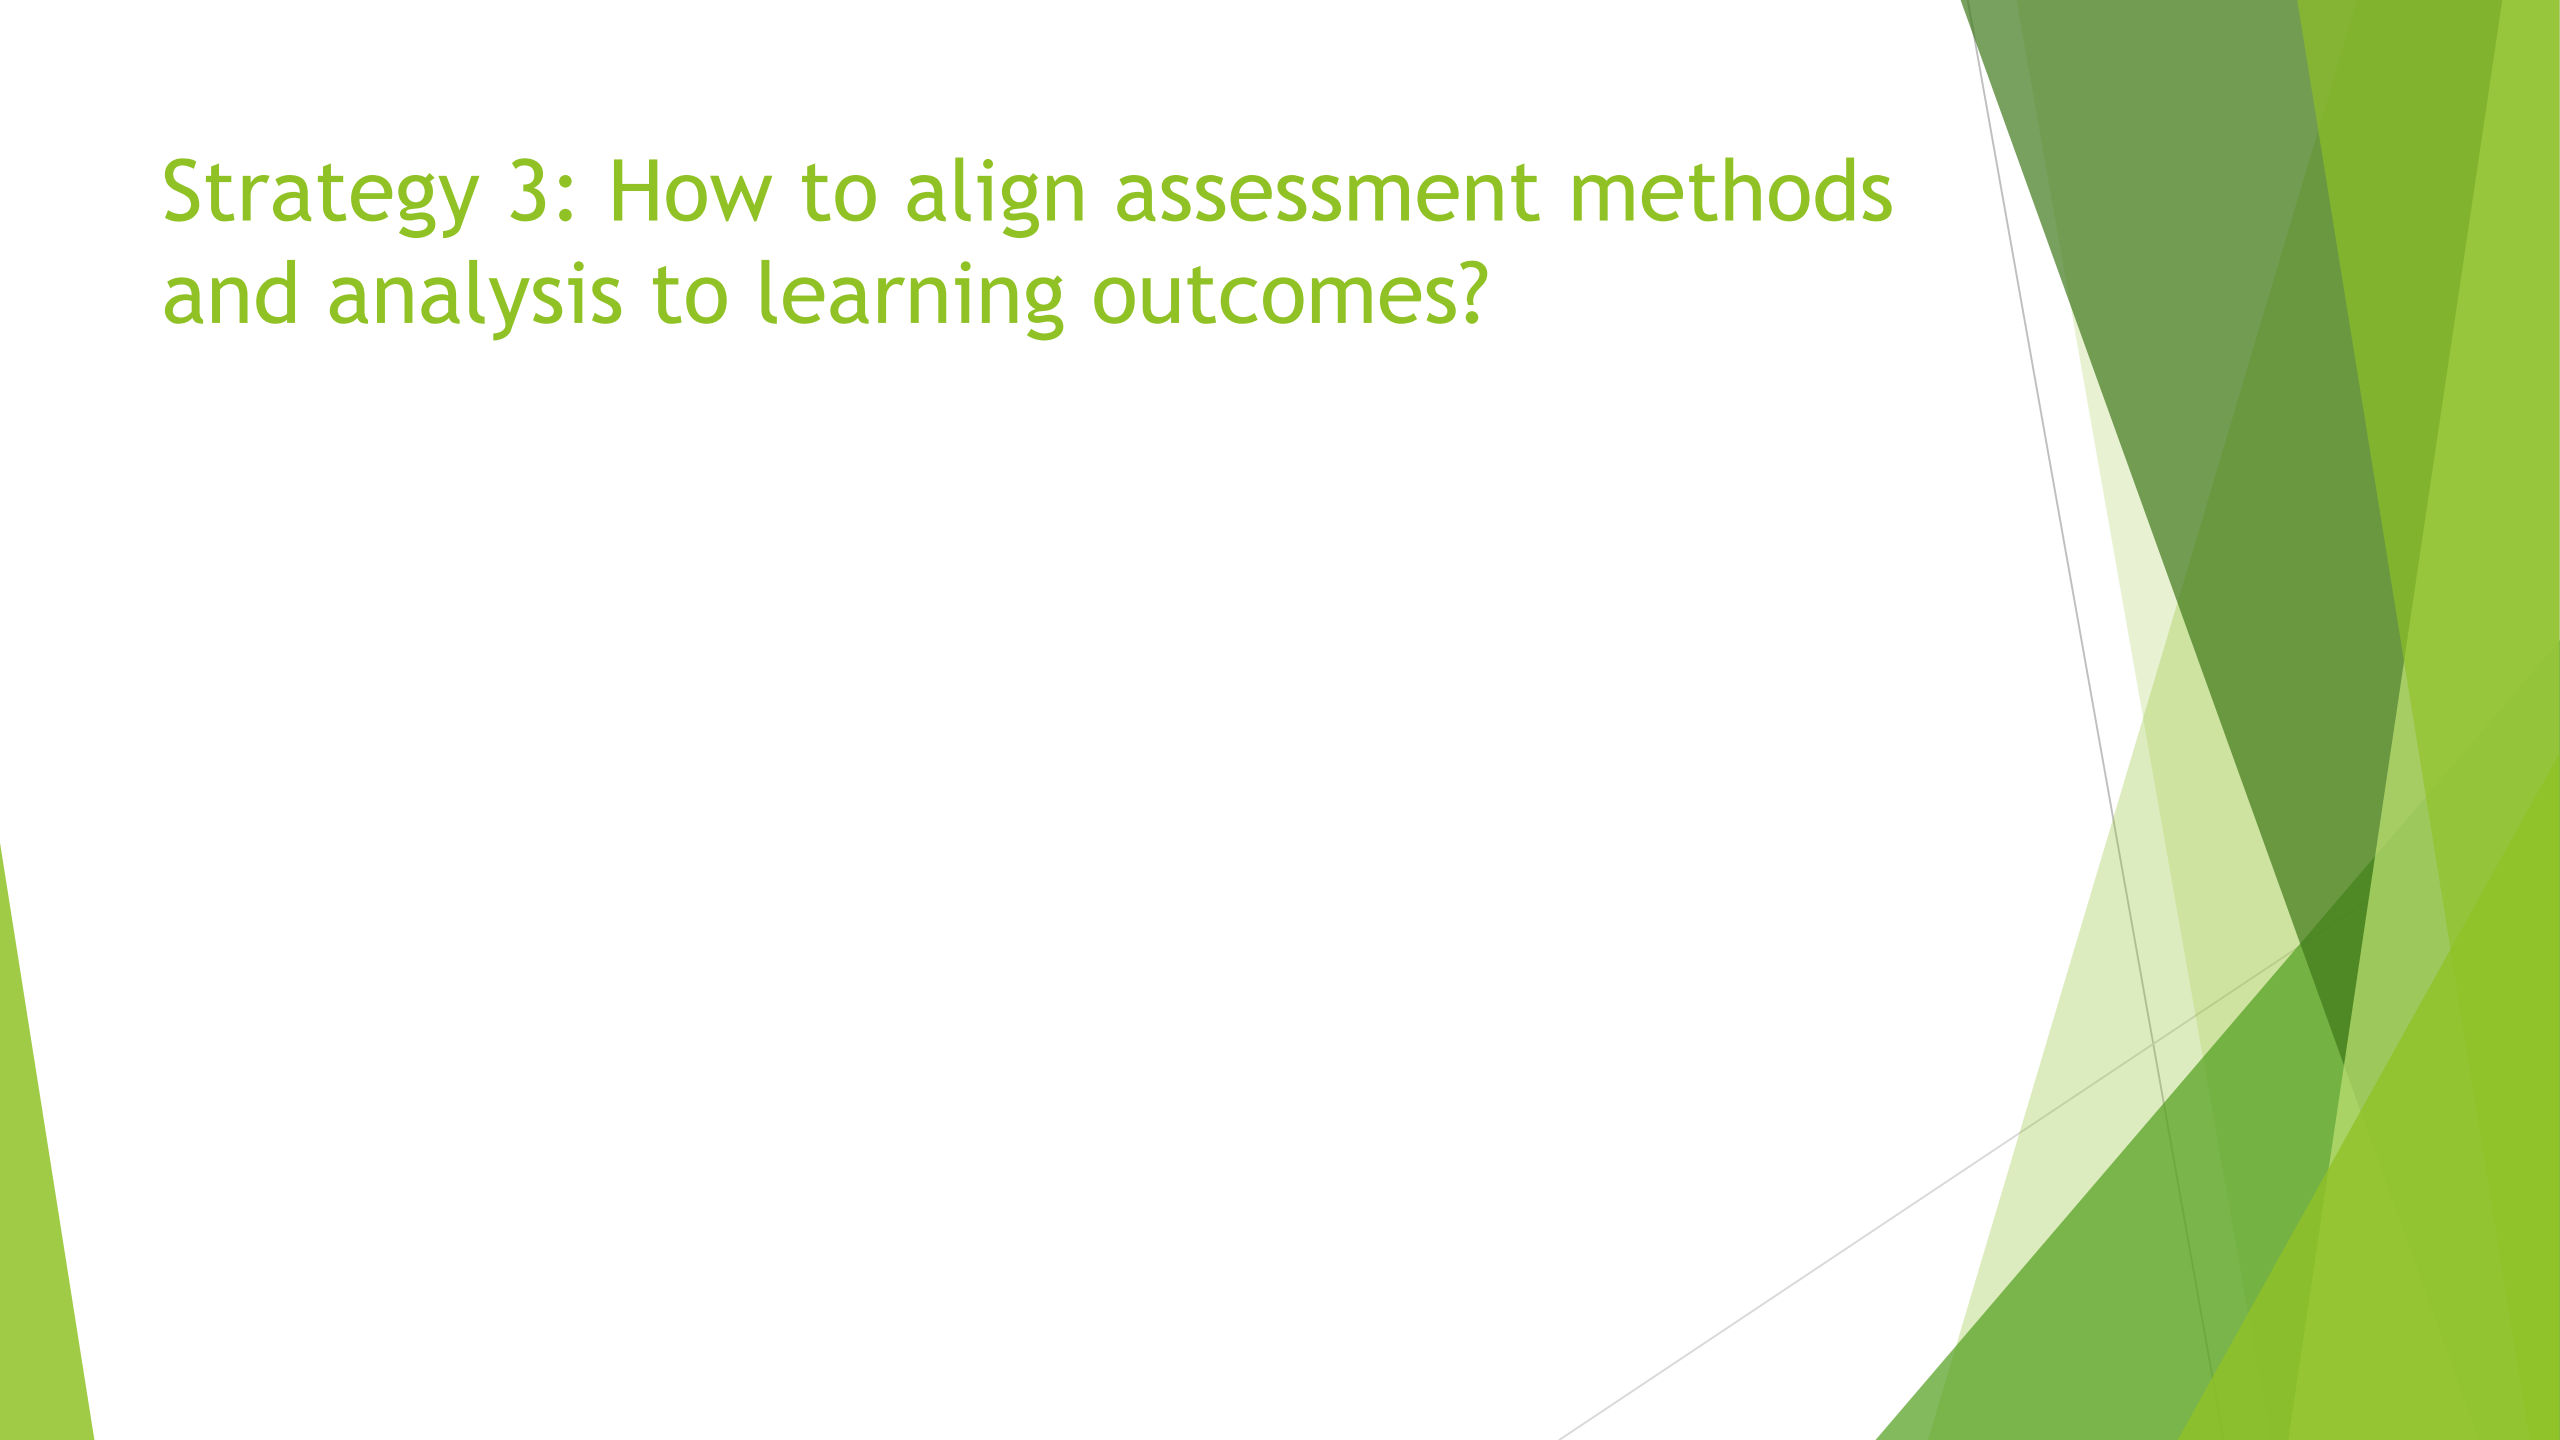 Strategy 3: How to align assessment methods
and analysis to learning outcomes?